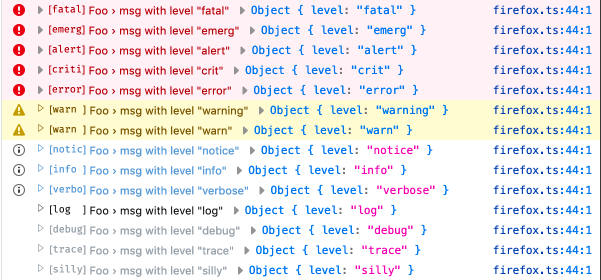 [fatal] Foo › msg with level "fatal" Object { level: "fatal" } firefox.ts:44:1
[emerg] Foo › msg with level "emerg" Object { level: "emerg" } firefox.ts:44:1
[alert] Foo › msg with level "alert" Object { level: "alert" } firefox.ts:44:1
[criti] Foo › msg with level "crit" Object { level: "crit" } firefox.ts:44:1
[error] Foo › msg with level "error" Object { level: "error" } firefox.ts:44:1
[warn ] Foo › msg with level "warning" Object { level: "warning" } firefox.ts:44:1
[warn ] Foo › msg with level "warn" Object { level: "warn" } firefox.ts:44:1
[notic] Foo › msg with level "notice" Object { level: "notice" } firefox.ts:44:1
[info ] Foo › msg with level "info" Object { level: "info" } firefox.ts:44:1
[verbo] Foo › msg with level "verbose" Object { level: "verbose" } firefox.ts:44:1
[log  ] Foo › msg with level "log" Object { level: "log" } firefox.ts:44:1
[debug] Foo › msg with level "debug" Object { level: "debug" } firefox.ts:44:1
[trace] Foo › msg with level "trace" Object { level: "trace" } firefox.ts:44:1
[silly] Foo › msg with level "silly" Object { level: "silly" } firefox.ts:44:1